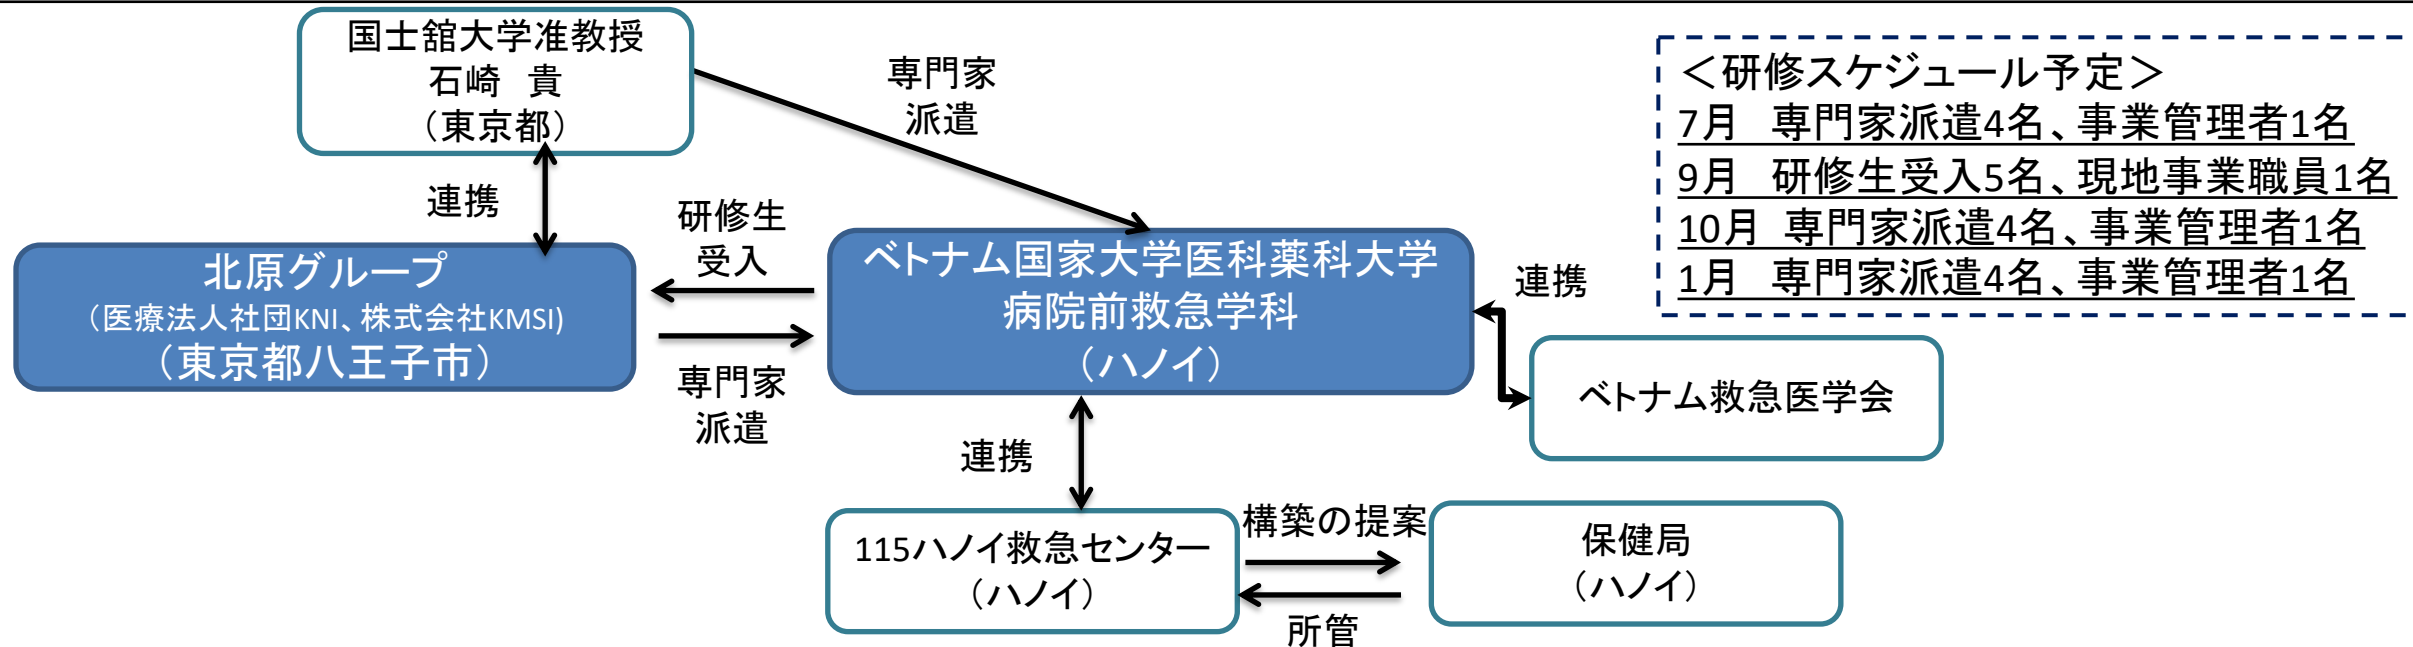 国士舘大学准教授
石崎　貴
（東京都）
専門家
派遣
＜研修スケジュール予定＞
7月　専門家派遣4名、事業管理者1名
9月　研修生受入5名、現地事業職員1名
10月 専門家派遣4名、事業管理者1名
1月　専門家派遣4名、事業管理者1名
連携
研修生
受入
北原グループ
（医療法人社団KNI、株式会社KMSI)
（東京都八王子市）
専門家
派遣
ベトナム国家大学医科薬科大学
病院前救急学科
（ハノイ）
連携
ベトナム救急医学会
連携
115ハノイ救急センター
（ハノイ）
構築の提案
所管
保健局
（ハノイ）